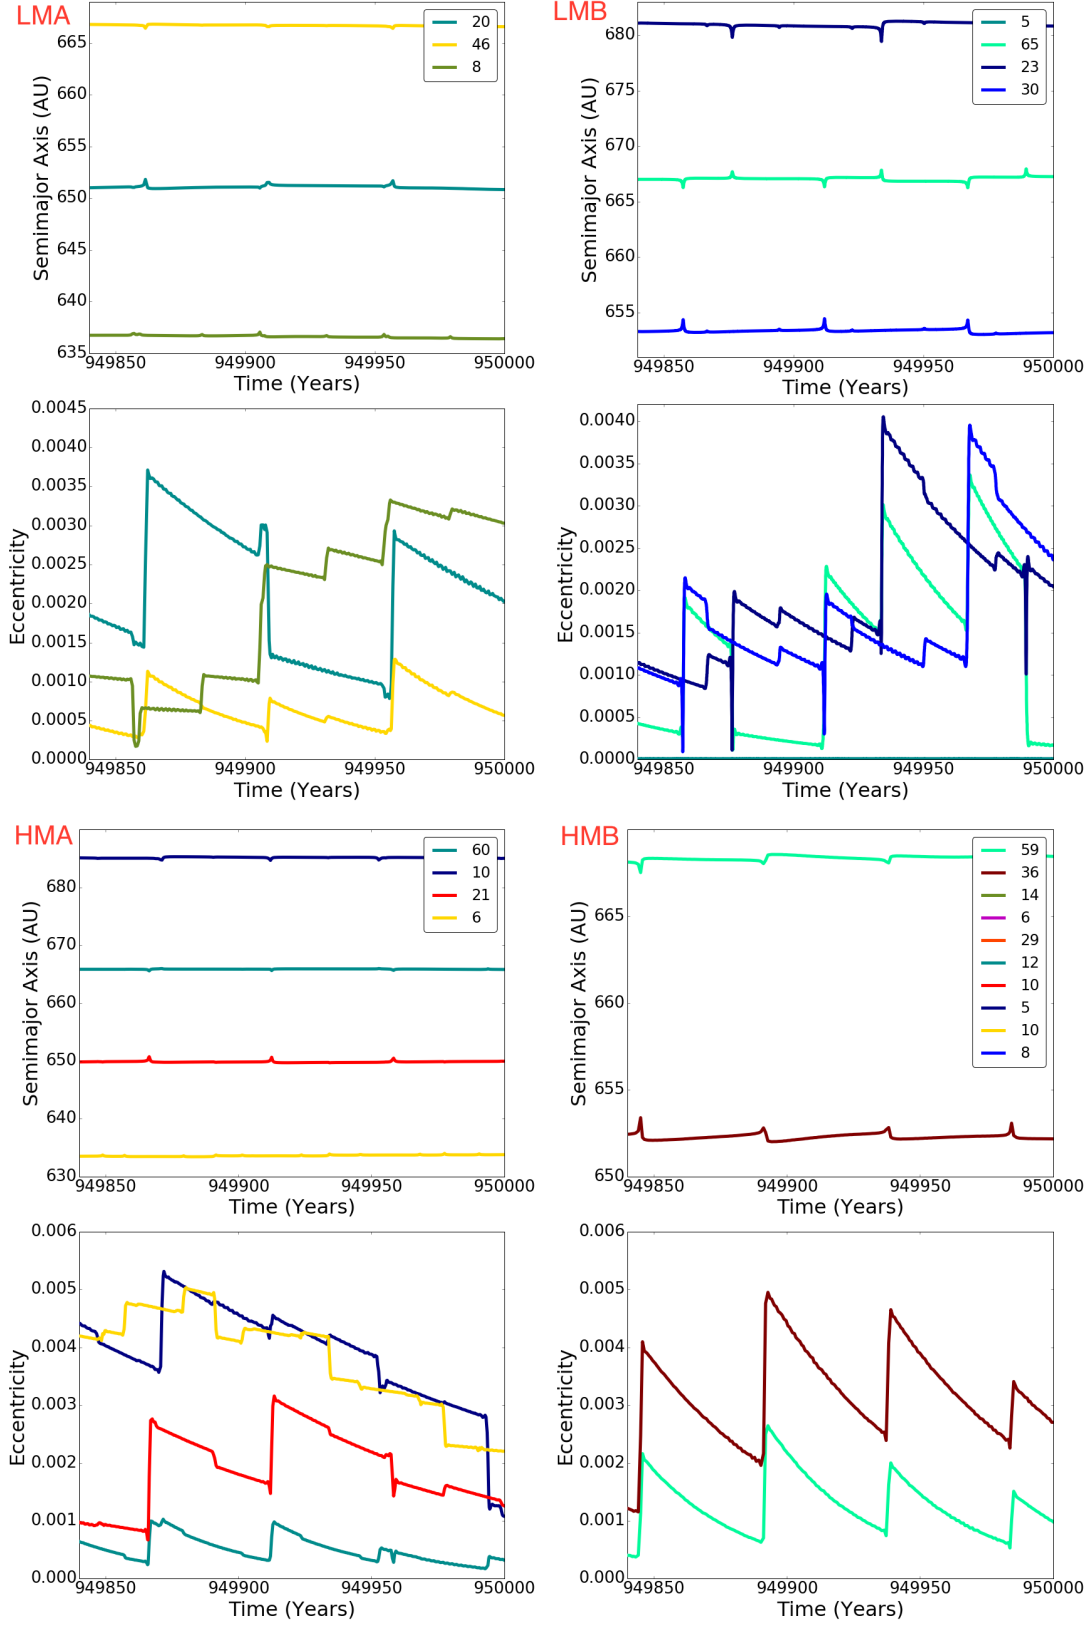 LMA
665
660
655
650
645
640
635
Semimajor Axis (AU)
20
46
8
949850 949900 949950 950000
Time (Years)
LMB
680
675
670
665
660
655
Semimajor Axis (AU)
5
65
23
30
949850 949900 949950 950000
Time (Years)
0.0045
0.0040
0.0035
0.0030
0.0025
0.0020
0.0015
0.0010
0.0005
0.0000
Eccentricity
949850 949900 949950 950000
Time (Years)
0.0040
0.0035
0.0030
0.0025
0.0020
0.0015
0.0010
0.0005
0.0000
Eccentricity
949850 949900 949950 950000
Time (Years)
HMA
680
670
660
650
640
630
Semimajor Axis (AU)
60
10
21
6
949850 949900 949950 950000
Time (Years)
HMB
665
660
655
650
Semimajor Axis (AU)
59
36
14
6
29
12
10
5
10
8
949850 949900 949950 950000
Time (Years)
0.006
0.005
0.004
0.003
0.002
0.001
0.000
Eccentricity
949850 949900 949950 950000
Time (Years)
0.006
0.005
0.004
0.003
0.002
0.001
0.000
Eccentricity
949850 949900 949950 950000
Time (Years)